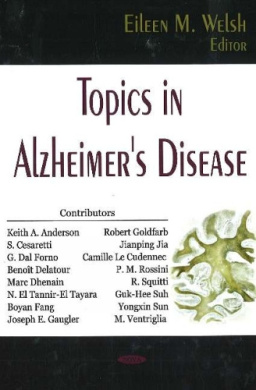 Eileen M. Welsh
Editor
Topics in
Alzheimer's Disease
Contributors
Keith A. Anderson
S. Cesaretti
G. Dal Forno
Benoît Delatour
Marc Dhenain
N. El Tannir-El Tayara
Boyan Fang
Joseph E. Gaugler
Robert Goldfarb
Jianping Jia
Camille Le Cudennec
P. M. Rossini
R. Squitti
Guk-Hee Suh
Yongxin Sun
M. Ventriglia